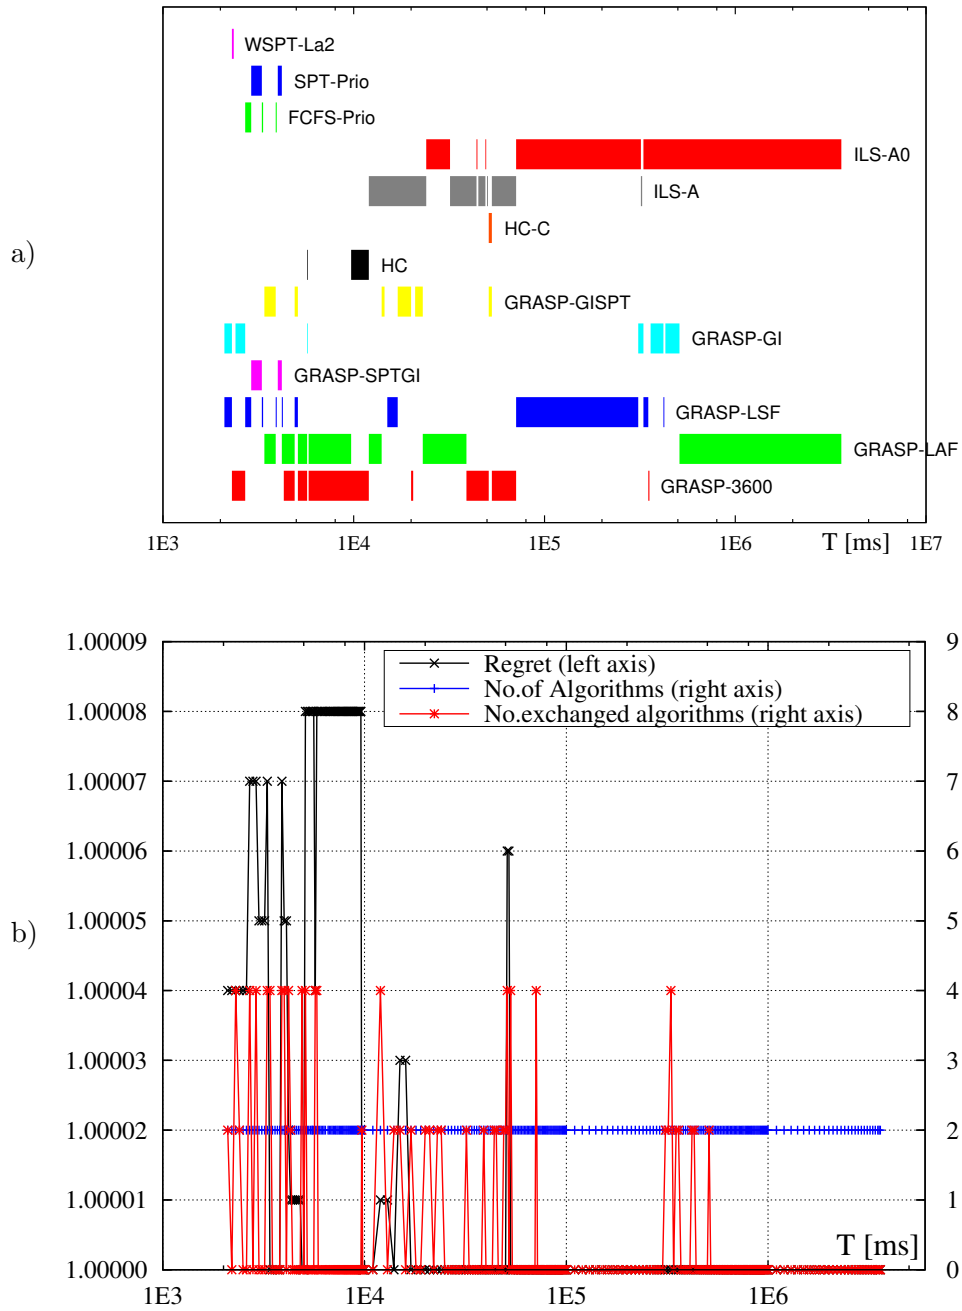 WSPT-La2
SPT-Prio
FCFS-Prio
ILS-A0
ILS-A
HC-C
a)
HC
GRASP-GISPT
GRASP-GI
GRASP-SPTGI
GRASP-LSF
GRASP-LAF
GRASP-3600
1E3 1E4 1E5 1E6 T [ms] 1E7
1.00009 9
Regret (left axis)
No.of Algorithms (right axis)
1.00008 No.exchanged algorithms (right axis) 8
1.00007 7
1.00006 6
1.00005 5
b)
1.00004 4
1.00003 3
1.00002 2
1.00001 1
T [ms]
1.00000 0
1E3 1E4 1E5 1E6